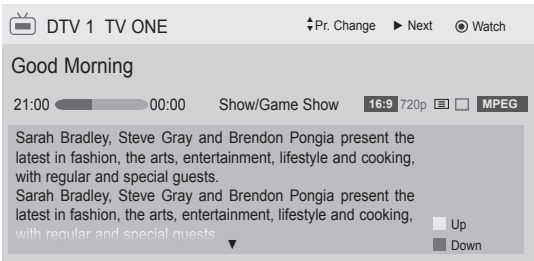 DTV 1 TV ONE ▲▼Pr. Change ► Next ◉ Watch
Good Morning
21:00 00:00 Show/Game Show 16:9 720p MPEG
Sarah Bradley, Steve Gray and Brendon Pongia present the
latest in fashion, the arts, entertainment, lifestyle and cooking,
with regular and special guests.
Sarah Bradley, Steve Gray and Brendon Pongia present the
latest in fashion, the arts, entertainment, lifestyle and cooking,
with regular and special guests. ▼
Up
Down